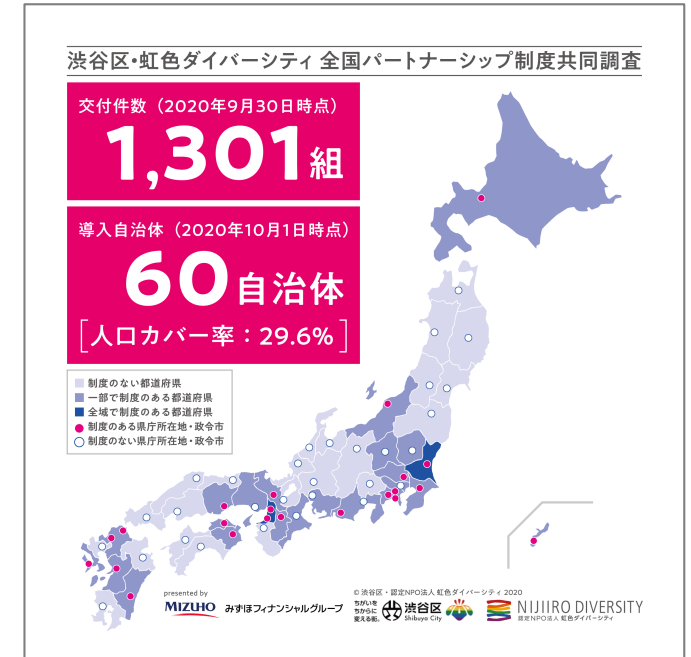 渋谷区・虹色ダイバーシティ 全国パートナーシップ制度共同調査
交付件数（2020年9月30日時点）
1,301組
導入自治体（2020年10月1日時点）
60自治体
［人口カバー率：29.6%］
制度のない都道府県
一部で制度のある都道府県
全域で制度のある都道府県
制度のある県庁所在地・政令市
制度のない県庁所在地・政令市
presented by
MIZUHO みずほフィナンシャルグループ
© 渋谷区・認定NPO法人 虹色ダイバーシティ 2020
ちがいを
ちからに
変える街。
渋谷区
Shibuya City
NIJIIRO DIVERSITY
認定NPO法人 虹色ダイバーシティ